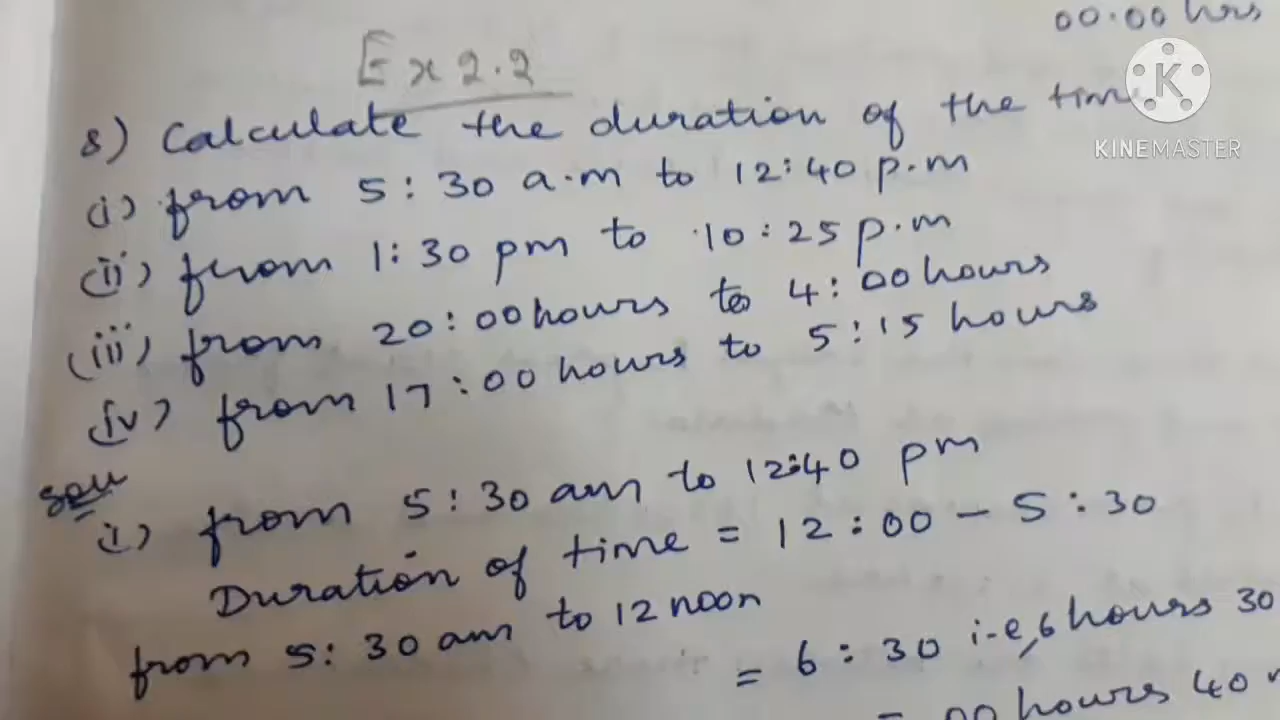 00.00 hrs
Ex 2.2
8) Calculate the duration of the time
KINEMASTER
(i) from 5:30 a.m to 12:40 p.m
(ii) from 1:30 pm to 10:25 p.m
(iii) from 20:00 hours to 4:00 hours
(iv) from 17:00 hours to 5:15 hours
Solu
(i) from 5:30 am to 12:40 pm
Duration of time = 12:00 - 5:30
from 5:30 am to 12 noon
= 6:30 i-e, 6 hours 30
= 00 hours 40